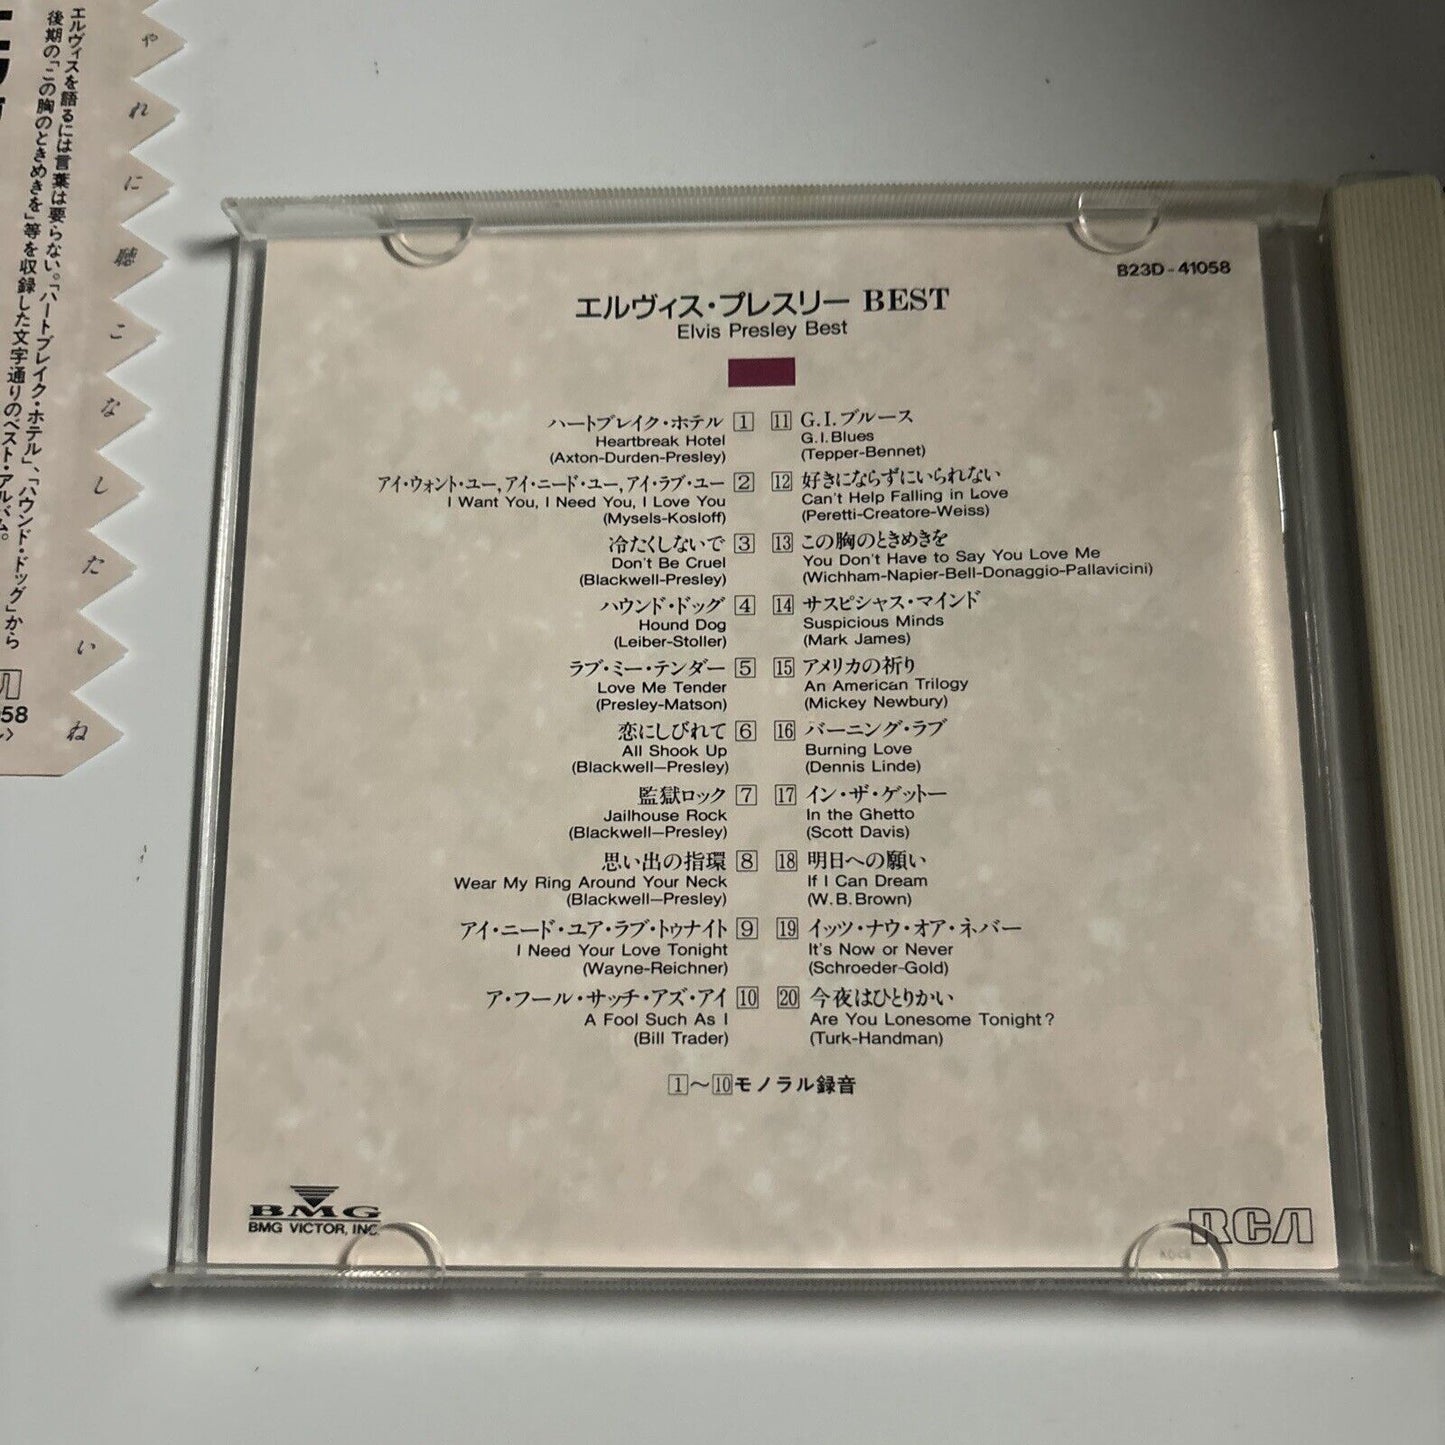 エルヴィスを語るには言葉は要らない。「ハートブレイク・ホテル」、「ハウンド・ドッグ」から
後期の「この胸のときめきを」等を収録した文字通りのベスト・アルバム。
やれに聴こなしたいね
58
B23D-41058
エルヴィス・プレスリー BEST
Elvis Presley Best
ハートブレイク・ホテル 1
Heartbreak Hotel
(Axton-Durden-Presley)
アイ・ウォント・ユー, アイ・ニード・ユー, アイ・ラブ・ユー 2
I Want You, I Need You, I Love You
(Mysels-Kosloff)
冷たくしないで 3
Don't Be Cruel
(Blackwell-Presley)
ハウンド・ドッグ 4
Hound Dog
(Leiber-Stoller)
ラブ・ミー・テンダー 5
Love Me Tender
(Presley-Matson)
恋にしびれて 6
All Shook Up
(Blackwell—Presley)
監獄ロック 7
Jailhouse Rock
(Blackwell—Presley)
思い出の指環 8
Wear My Ring Around Your Neck
(Blackwell—Presley)
アイ・ニード・ユア・ラブ・トゥナイト 9
I Need Your Love Tonight
(Wayne-Reichner)
ア・フール・サッチ・アズ・アイ 10
A Fool Such As I
(Bill Trader)
11 G.I.ブルース
G.I.Blues
(Tepper-Bennet)
12 好きにならずにいられない
Can't Help Falling in Love
(Peretti-Creatore-Weiss)
13 この胸のときめきを
You Don't Have to Say You Love Me
(Wichham-Napier-Bell-Donaggio-Pallavicini)
14 サスピシャス・マインド
Suspicious Minds
(Mark James)
15 アメリカの祈り
An American Trilogy
(Mickey Newbury)
16 バーニング・ラブ
Burning Love
(Dennis Linde)
17 イン・ザ・ゲットー
In the Ghetto
(Scott Davis)
18 明日への願い
If I Can Dream
(W.B.Brown)
19 イッツ・ナウ・オア・ネバー
It's Now or Never
(Schroeder-Gold)
20 今夜はひとりかい
Are You Lonesome Tonight?
(Turk-Handman)
1〜10モノラル録音
BMG
BMG VICTOR, INC.
RCA